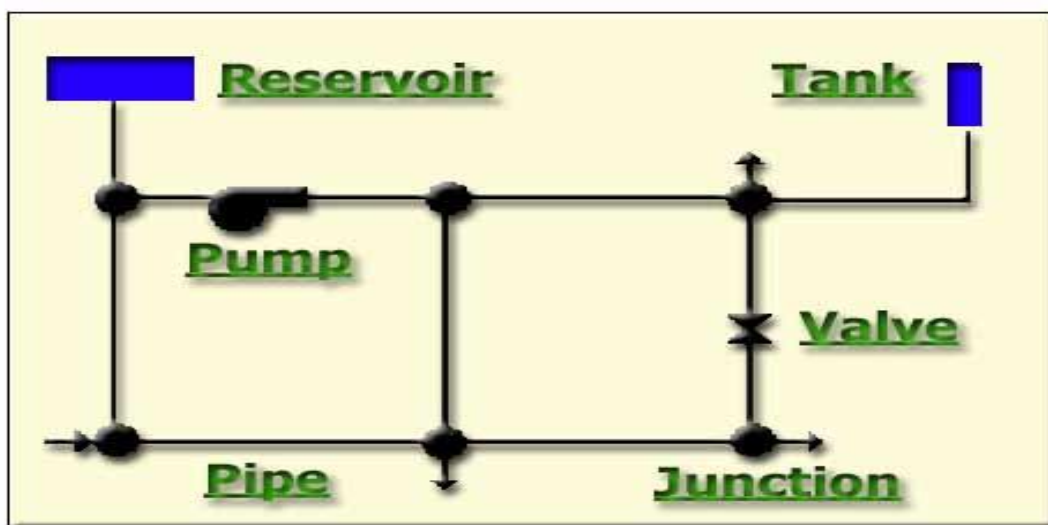 Reservoir
Tank
Pump
Valve
Pipe
Junction